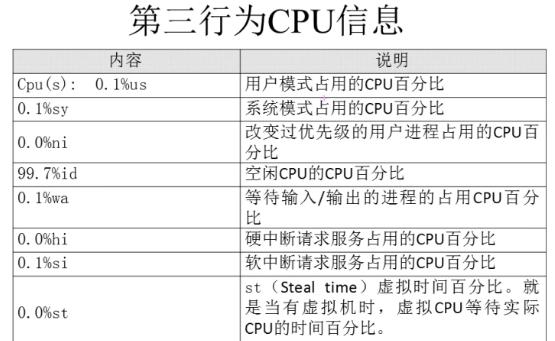 第三行为CPU信息
内容 说明
Cpu(s): 0.1%us 用户模式占用的CPU百分比
0.1%sy 系统模式占用的CPU百分比
0.0%ni 改变过优先级的用户进程占用的CPU百
分比
99.7%id 空闲CPU的CPU百分比
0.1%wa 等待输入/输出的进程的占用CPU百分
比
0.0%hi 硬中断请求服务占用的CPU百分比
0.1%si 软中断请求服务占用的CPU百分比
0.0%st st（Steal time）虚拟时间百分比。就
是当有虚拟机时，虚拟CPU等待实际
CPU的时间百分比。